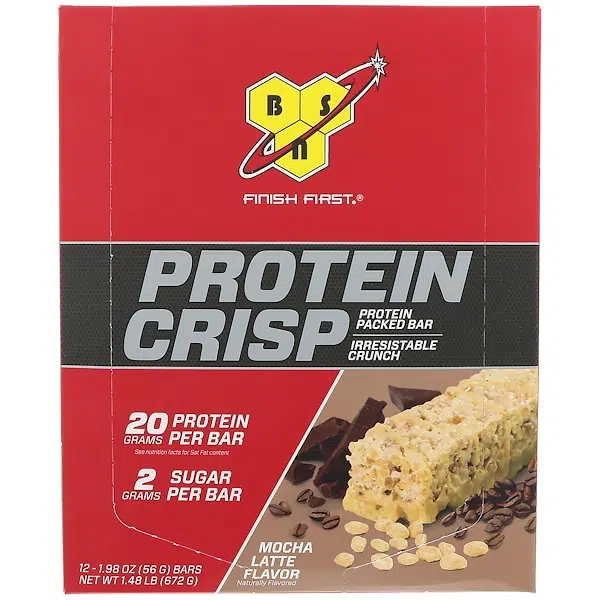 B S
n
FINISH FIRST.®
PROTEIN
CRISP
PROTEIN
PACKED BAR
IRRESISTABLE
CRUNCH
20 GRAMS PROTEIN PER BAR
See nutrition facts for Sat Fat content
2 GRAMS SUGAR PER BAR
MOCHA
LATTE
FLAVOR
Naturally Flavored
12 - 1.98 OZ (56 G) BARS
NET WT 1.48 LB (672 G)